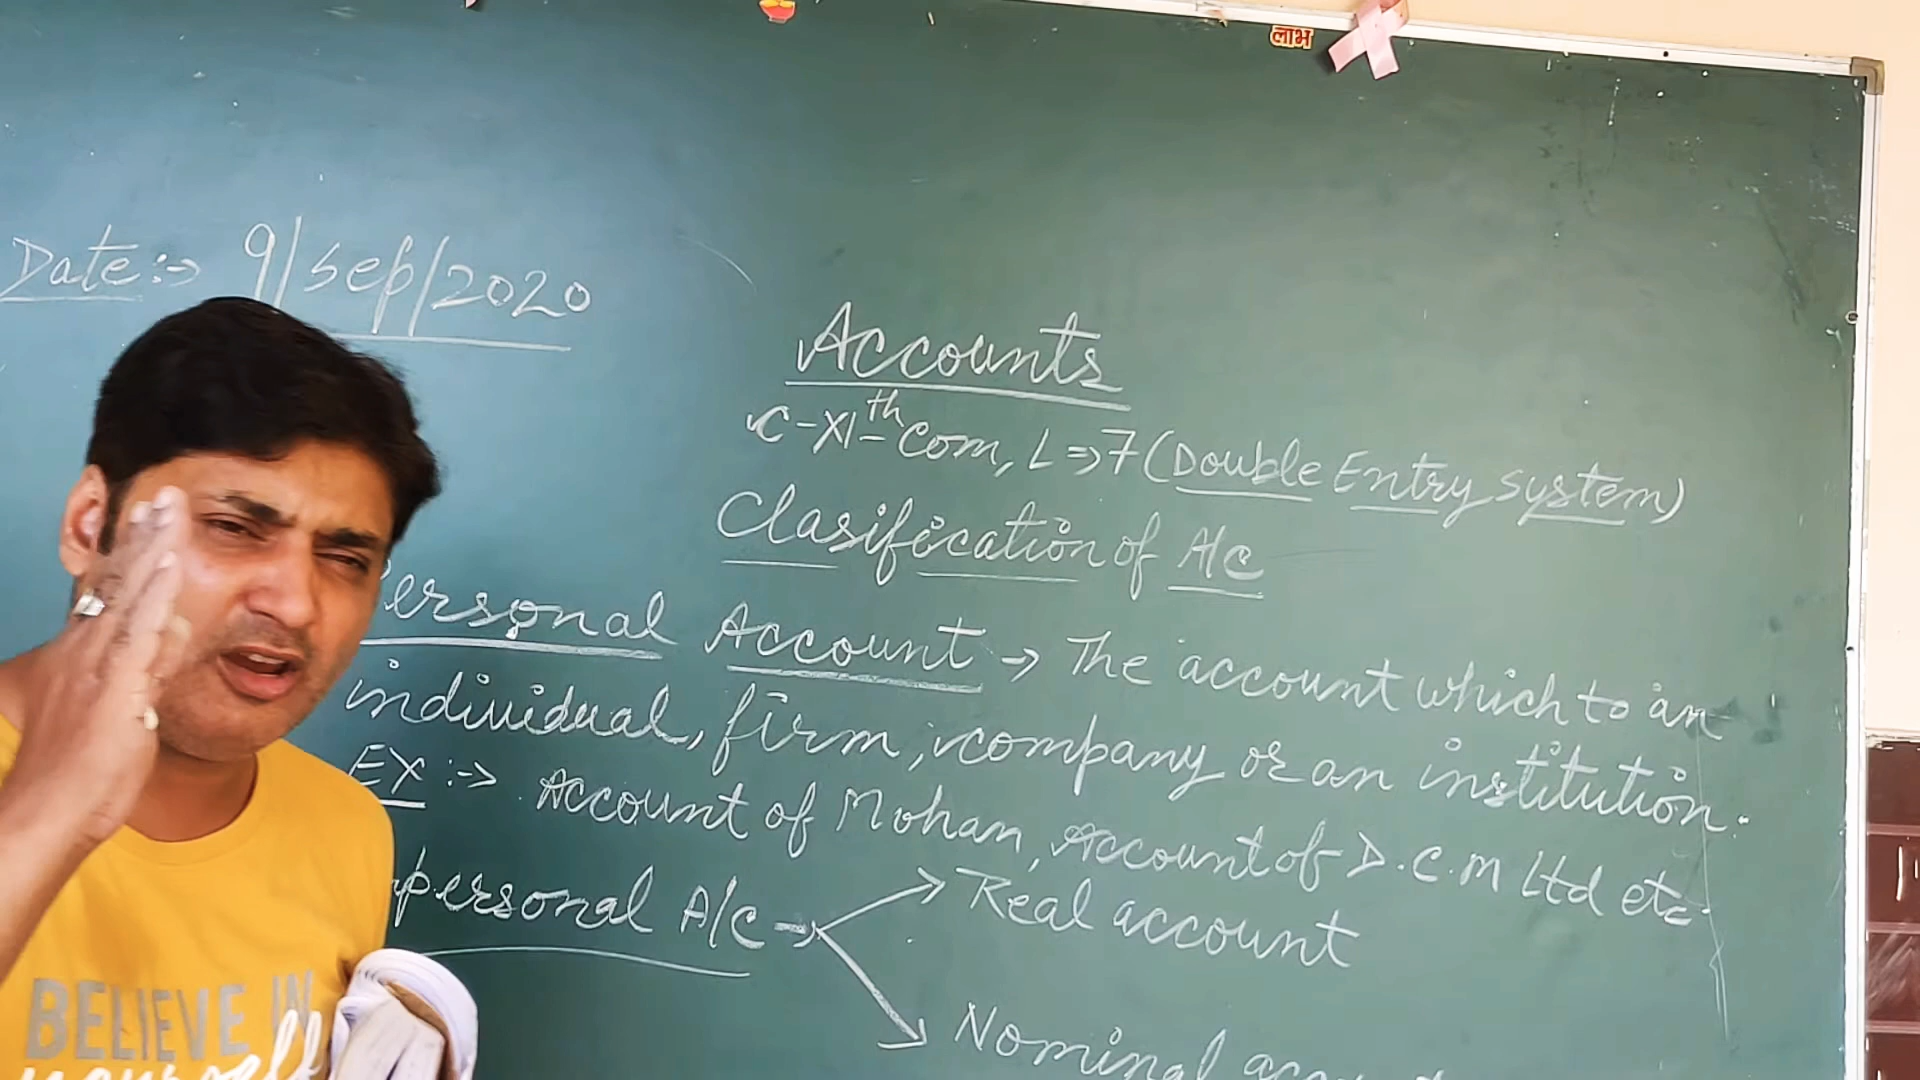 लाभ
Date:-> 9/Sep/2020
Accounts
C-XIth Com, L=>7 (Double Entry System)
Clasification of A/c
ersonal Account -> The account which to an
individual, firm, company or an institution.
EX:-> Account of Mohan, Account of D.C.M Ltd etc.
personal A/C -> Real account
Nominal
BELIEVE IN
yourself